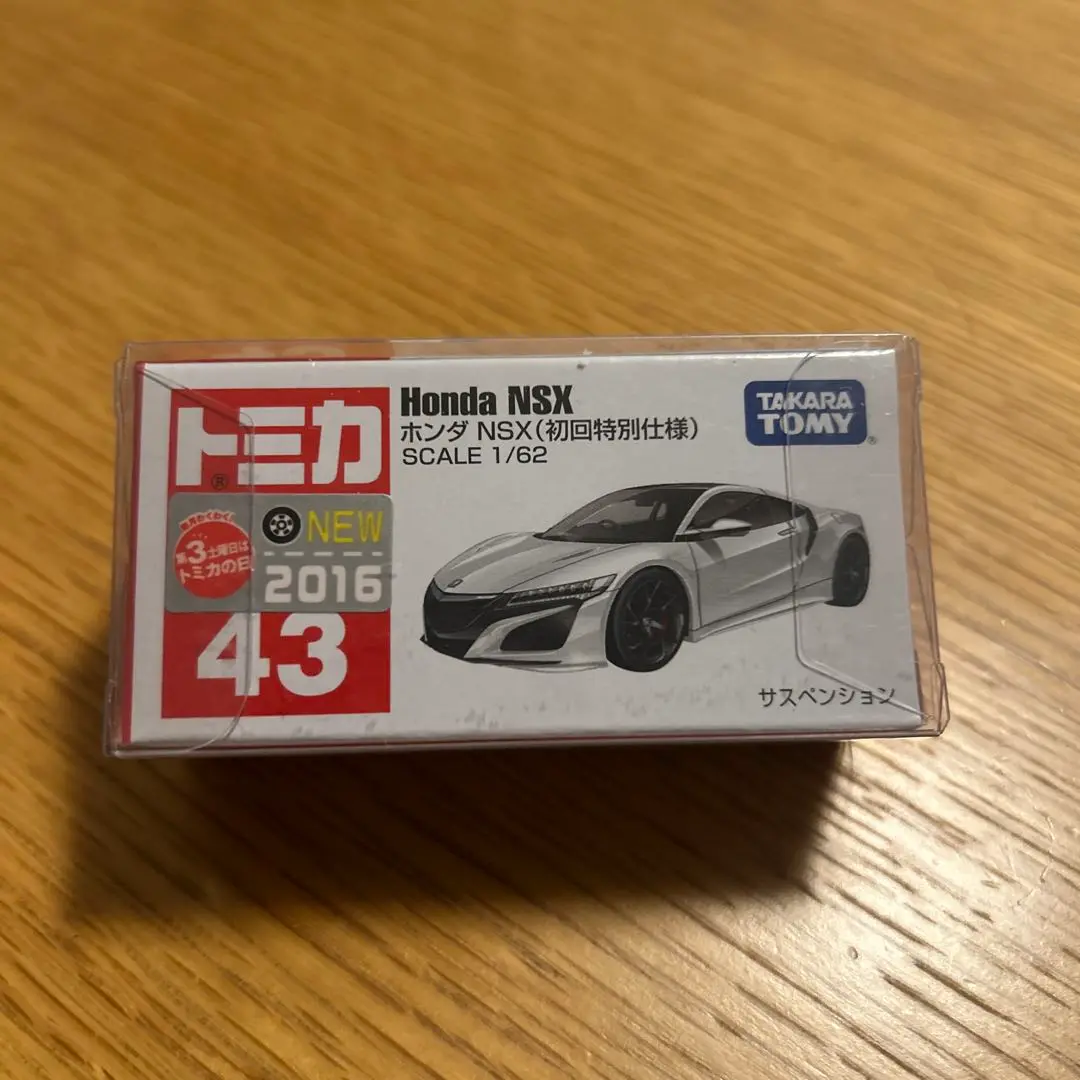 トミカ
®
Honda NSX
ホンダ NSX(初回特別仕様)
SCALE 1/62
TAKARA
TOMY®
第3土曜日は
トミカの日
NEW
2016
43
サスペンション